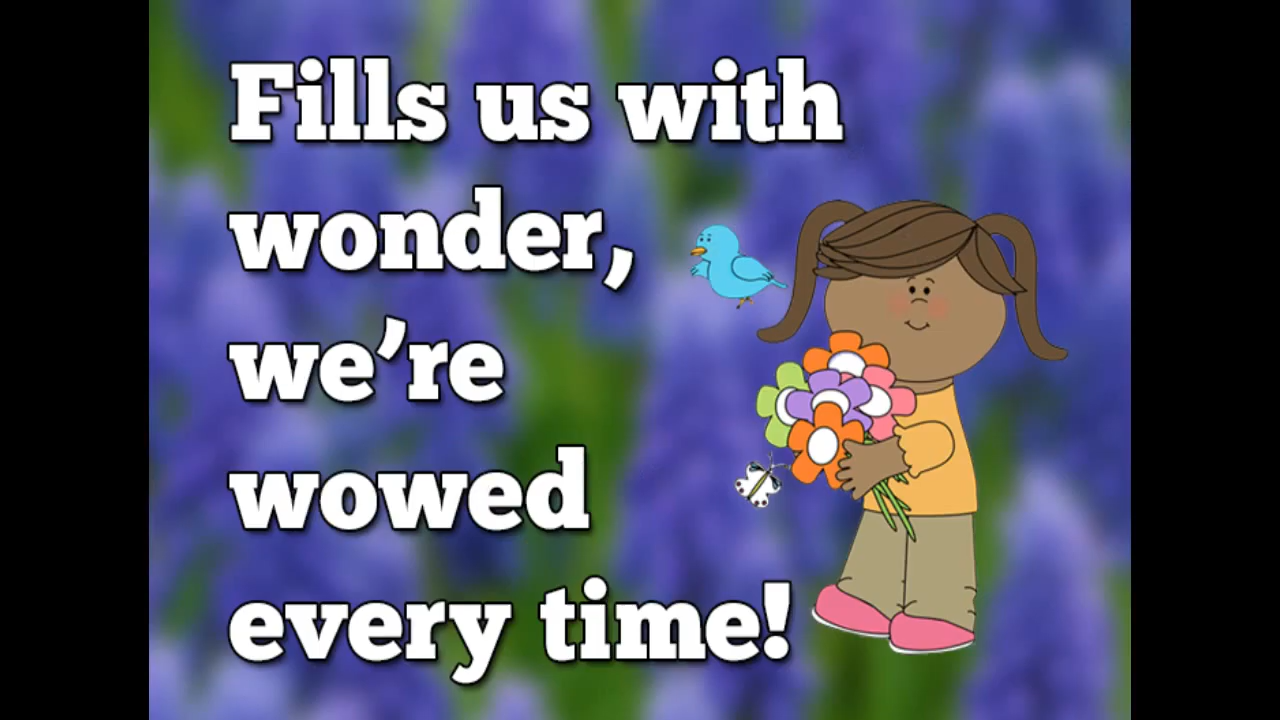 Fills us with
wonder,
we’re
wowed
every time!